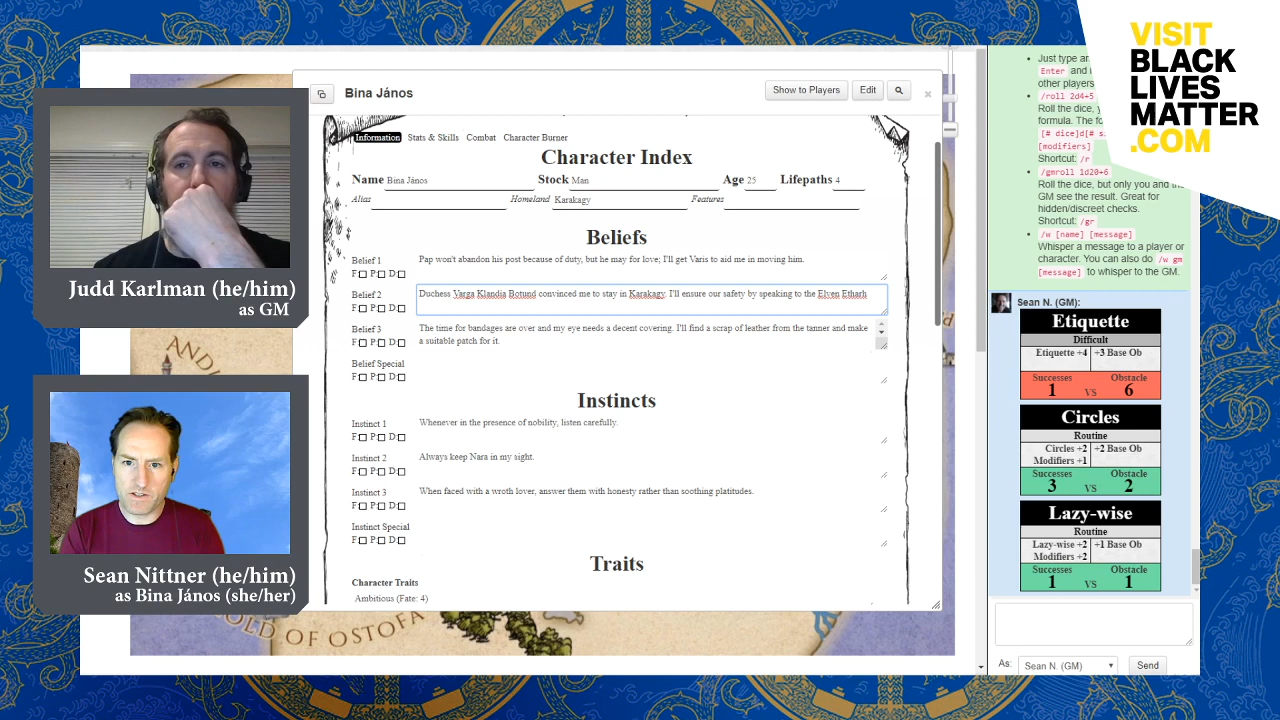 VISIT
BLACK
LIVES
MATTER
.COM
Judd Karlman (he/him)
as GM
Sean Nittner (he/him)
as Bina János (she/her)
AND
OLD OF OSTOFA
Bina János
Show to Players
Edit
×
Information Stats & Skills Combat Character Burner
Character Index
Name Bina János Stock Man Age 25 Lifepaths 4
Alias Homeland Karakagy Features
Beliefs
Belief 1
F P D
Pap won't abandon his post because of duty, but he may for love; I'll get Varis to aid me in moving him.
Belief 2
F P D
Duchess Varga Klandia Botund convinced me to stay in Karakagy. I'll ensure our safety by speaking to the Elven Etharh
Belief 3
F P D
The time for bandages are over and my eye needs a decent covering. I'll find a scrap of leather from the tanner and make
a suitable patch for it.
Belief Special
F P D
Instincts
Instinct 1
F P D
Whenever in the presence of nobility, listen carefully.
Instinct 2
F P D
Always keep Nara in my sight.
Instinct 3
F P D
When faced with a wroth lover, answer them with honesty rather than soothing platitudes.
Instinct Special
F P D
Traits
Character Traits
Ambitious (Fate: 4)
Just type an
Enter and
other players
/roll 2d4+5
Roll the dice,
formula. The fo
[# dice]d[#
[modifiers]
Shortcut: /r
/gmroll 1d20+6
Roll the dice, but only you and
GM see the result. Great for
hidden/discreet checks.
Shortcut: /gr
/w [name] [message]
Whisper a message to a player or
character. You can also do /w gm
[message] to whisper to the GM.
Sean N. (GM):
Etiquette
Difficult
Etiquette +4 +3 Base Ob
Successes Obstacle
1 VS 6
Circles
Routine
Circles +2 +2 Base Ob
Modifiers +1
Successes Obstacle
3 VS 2
Lazy-wise
Routine
Lazy-wise +2 +1 Base Ob
Modifiers +2
Successes Obstacle
1 VS 1
As: Sean N. (GM) Send